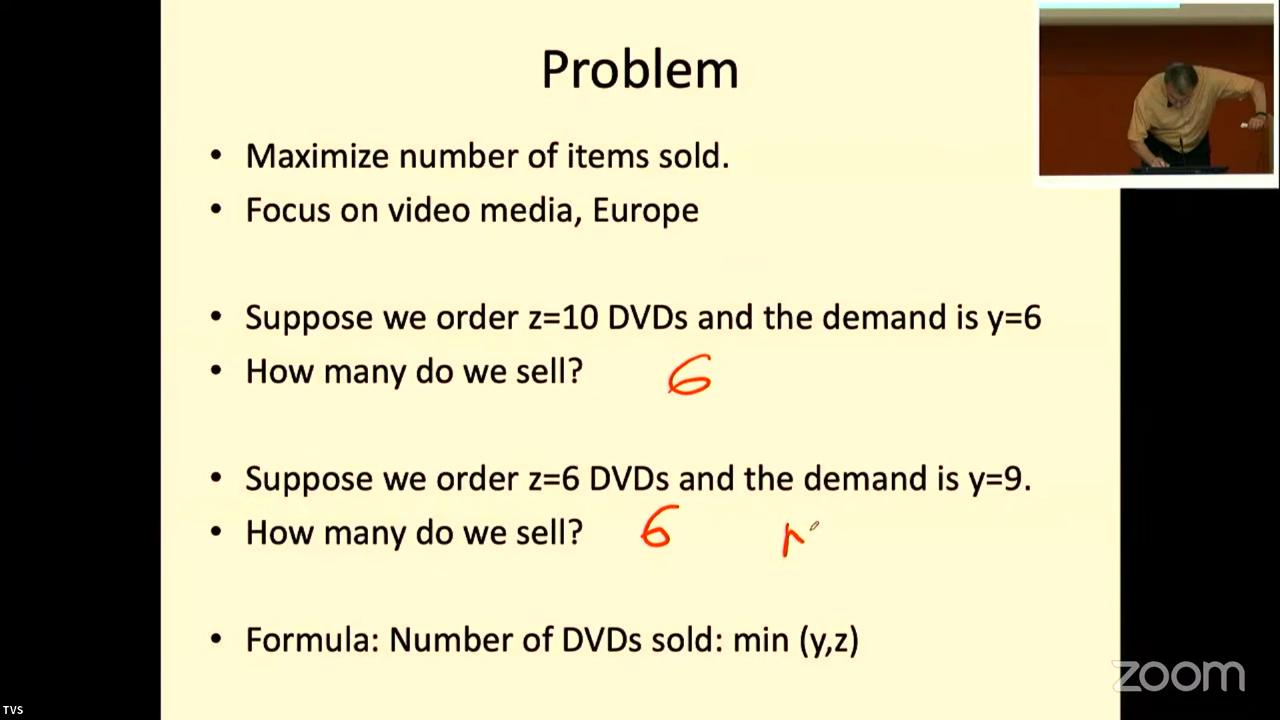 Problem
• Maximize number of items sold.
• Focus on video media, Europe
• Suppose we order z=10 DVDs and the demand is y=6
• How many do we sell? 6
• Suppose we order z=6 DVDs and the demand is y=9.
• How many do we sell? 6
• Formula: Number of DVDs sold: min (y,z)
zoom
TVS